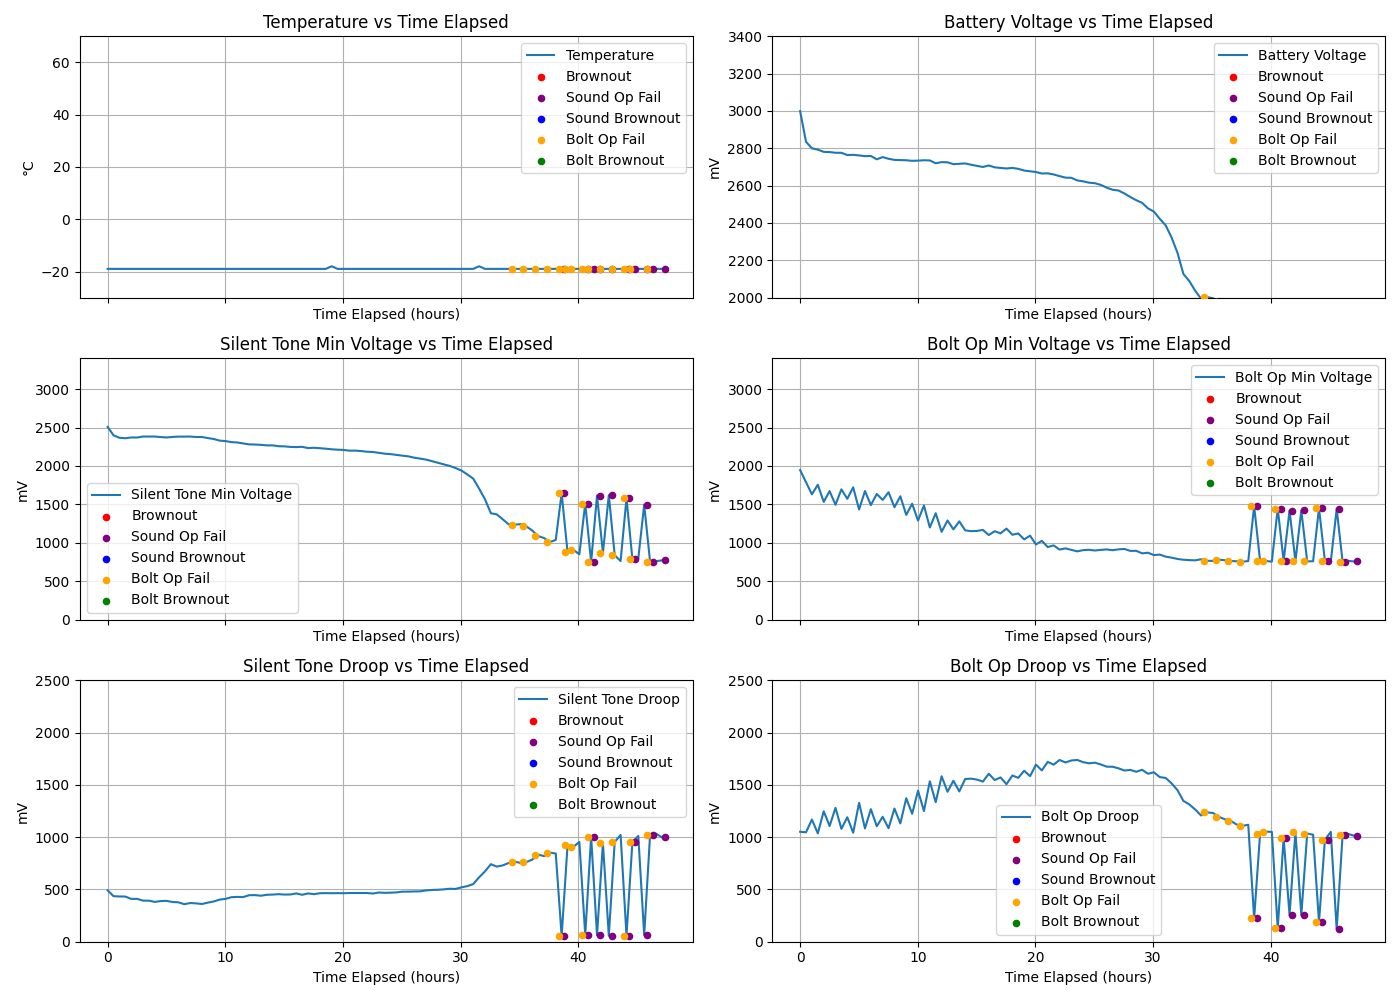 Temperature vs Time Elapsed
60
40
20
0
−20
°C
Time Elapsed (hours)
Temperature
Brownout
Sound Op Fail
Sound Brownout
Bolt Op Fail
Bolt Brownout
Battery Voltage vs Time Elapsed
3400
3200
3000
2800
2600
2400
2200
2000
mV
Time Elapsed (hours)
Battery Voltage
Brownout
Sound Op Fail
Sound Brownout
Bolt Op Fail
Bolt Brownout
Silent Tone Min Voltage vs Time Elapsed
3000
2500
2000
1500
1000
500
0
mV
Time Elapsed (hours)
Silent Tone Min Voltage
Brownout
Sound Op Fail
Sound Brownout
Bolt Op Fail
Bolt Brownout
Bolt Op Min Voltage vs Time Elapsed
3000
2500
2000
1500
1000
500
0
mV
Time Elapsed (hours)
Bolt Op Min Voltage
Brownout
Sound Op Fail
Sound Brownout
Bolt Op Fail
Bolt Brownout
Silent Tone Droop vs Time Elapsed
2500
2000
1500
1000
500
0
mV
0 10 20 30 40
Time Elapsed (hours)
Silent Tone Droop
Brownout
Sound Op Fail
Sound Brownout
Bolt Op Fail
Bolt Brownout
Bolt Op Droop vs Time Elapsed
2500
2000
1500
1000
500
0
mV
0 10 20 30 40
Time Elapsed (hours)
Bolt Op Droop
Brownout
Sound Op Fail
Sound Brownout
Bolt Op Fail
Bolt Brownout